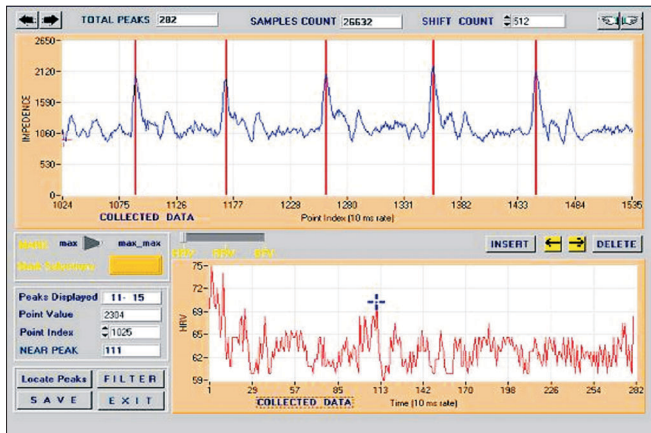 TOTAL PEAKS 282 SAMPLES COUNT 26632 SHIFT COUNT 512
2650-
2120-
1590-
1060-
530-
0-
IMPEDENCE
1024 1075 1126 1177 1228 1280 1331 1382 1433 1484 1535
COLLECTED DATA Point Index (10 ms rate)
MARK max max_max
INSERT DELETE
Peaks Displayed 11- 15
Point Value 2304
Point Index 1025
NEAR PEAK 111
Locate Peaks FILTER
SAVE EXIT
75-
72-
69-
65-
62-
59-
HRV
1 29 57 85 113 142 170 198 226 254 282
COLLECTED DATA Time (10 ms rate)